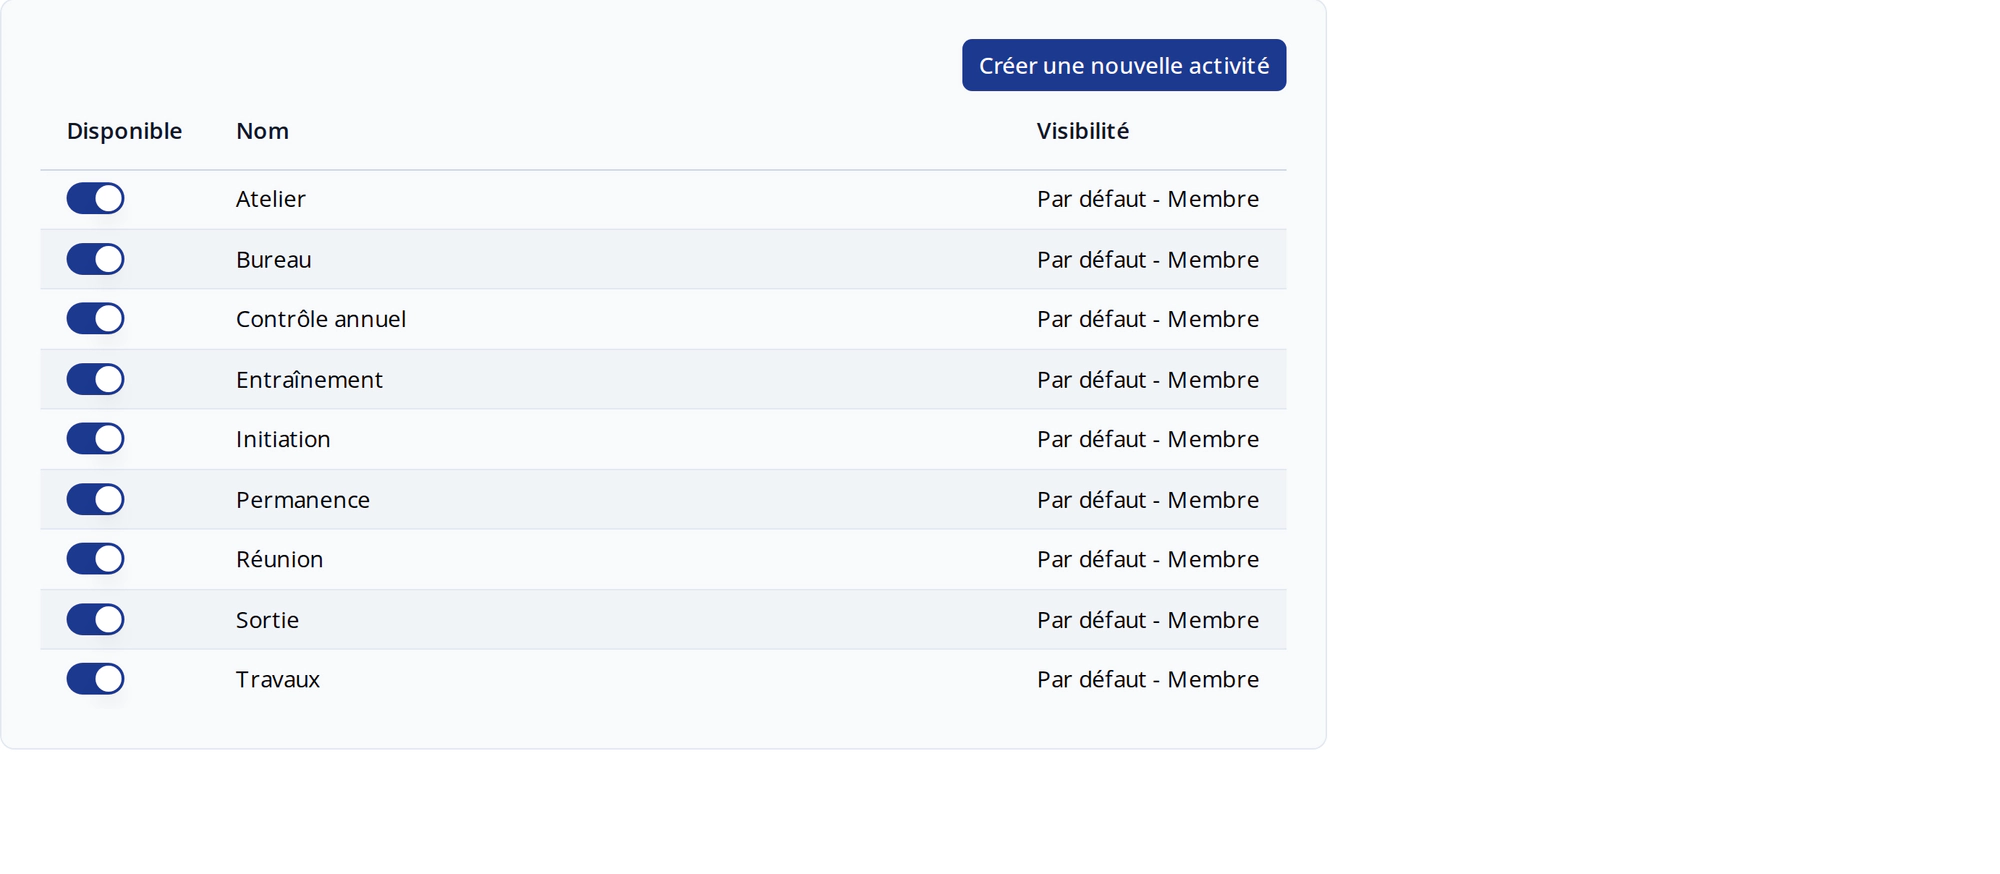 Créer une nouvelle activité
Disponible Nom Visibilité
Atelier Par défaut - Membre
Bureau Par défaut - Membre
Contrôle annuel Par défaut - Membre
Entraînement Par défaut - Membre
Initiation Par défaut - Membre
Permanence Par défaut - Membre
Réunion Par défaut - Membre
Sortie Par défaut - Membre
Travaux Par défaut - Membre